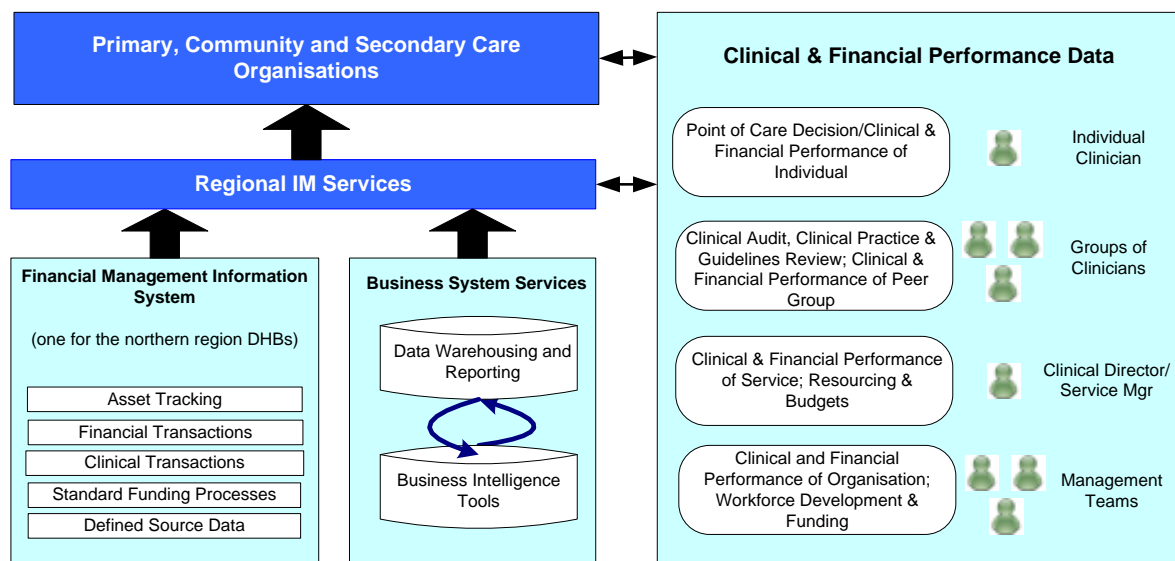 Primary, Community and Secondary Care
Organisations
Regional IM Services
Financial Management Information
System
(one for the northern region DHBs)
Asset Tracking
Financial Transactions
Clinical Transactions
Standard Funding Processes
Defined Source Data
Business System Services
Data Warehousing and
Reporting
Business Intelligence
Tools
Clinical & Financial Performance Data
Point of Care Decision/Clinical &
Financial Performance of
Individual
Individual
Clinician
Clinical Audit, Clinical Practice &
Guidelines Review; Clinical &
Financial Performance of Peer
Group
Groups of
Clinicians
Clinical & Financial Performance
of Service; Resourcing &
Budgets
Clinical Director/
Service Mgr
Clinical and Financial
Performance of Organisation;
Workforce Development &
Funding
Management
Teams